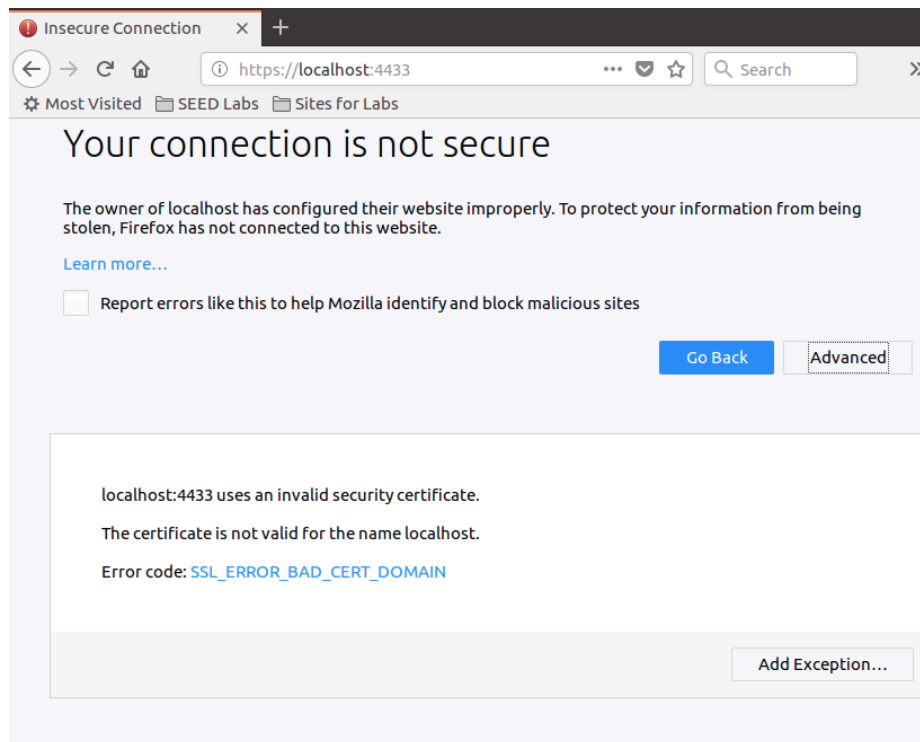 Insecure Connection
https://localhost:4433
Search
Most Visited SEED Labs Sites for Labs
Your connection is not secure
The owner of localhost has configured their website improperly. To protect your information from being
stolen, Firefox has not connected to this website.
Learn more…
Report errors like this to help Mozilla identify and block malicious sites
Go Back Advanced
localhost:4433 uses an invalid security certificate.
The certificate is not valid for the name localhost.
Error code: SSL_ERROR_BAD_CERT_DOMAIN
Add Exception…